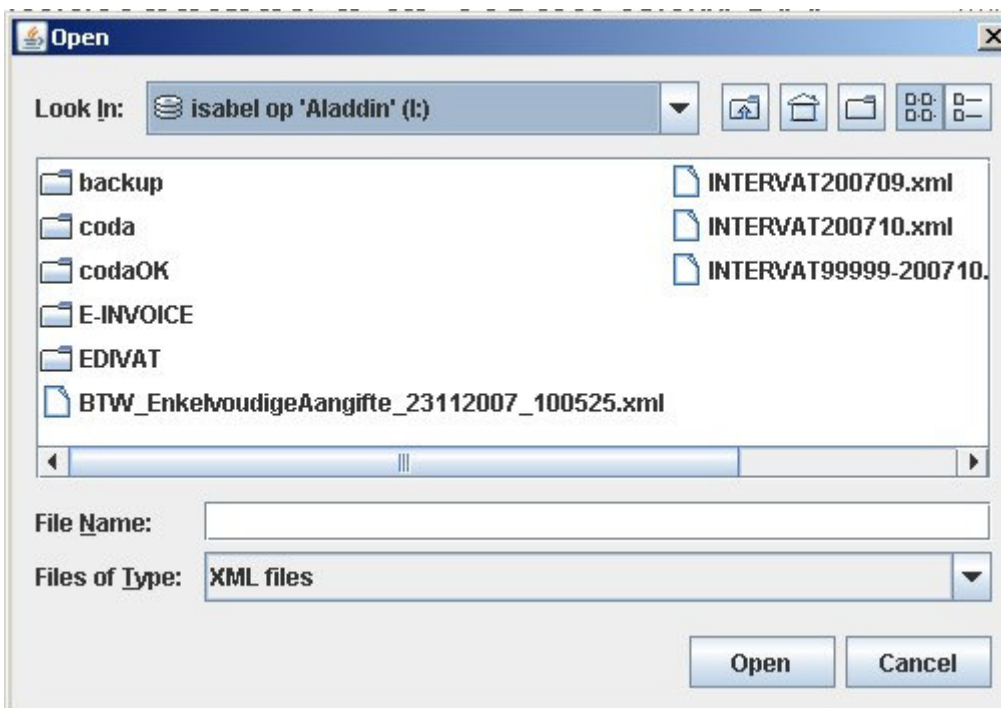 Open
Look In: isabel op 'Aladdin' (I:)
backup
coda
codaOK
E-INVOICE
EDIVAT
BTW_EnkelvoudigeAangifte_23112007_100525.xml
INTERVAT200709.xml
INTERVAT200710.xml
INTERVAT99999-200710.
File Name:
Files of Type: XML files
Open Cancel